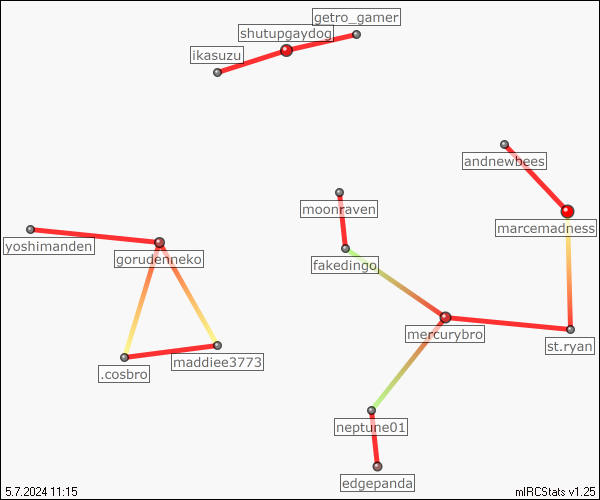 getro_gamer
shutupgaydog
ikasuzu
andnewbees
moonraven
marcemadness
yoshimanden
gorudenneko
fakedingo
mercurybro
st.ryan
maddiee3773
.cosbro
neptune01
edgepanda
5.7.2024 11:15
mIRCStats v1.25